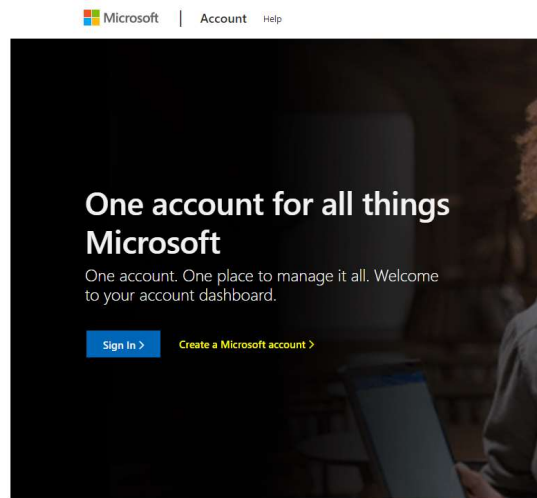 Microsoft | Account Help
One account for all things
Microsoft
One account. One place to manage it all. Welcome
to your account dashboard.
Sign In > Create a Microsoft account >